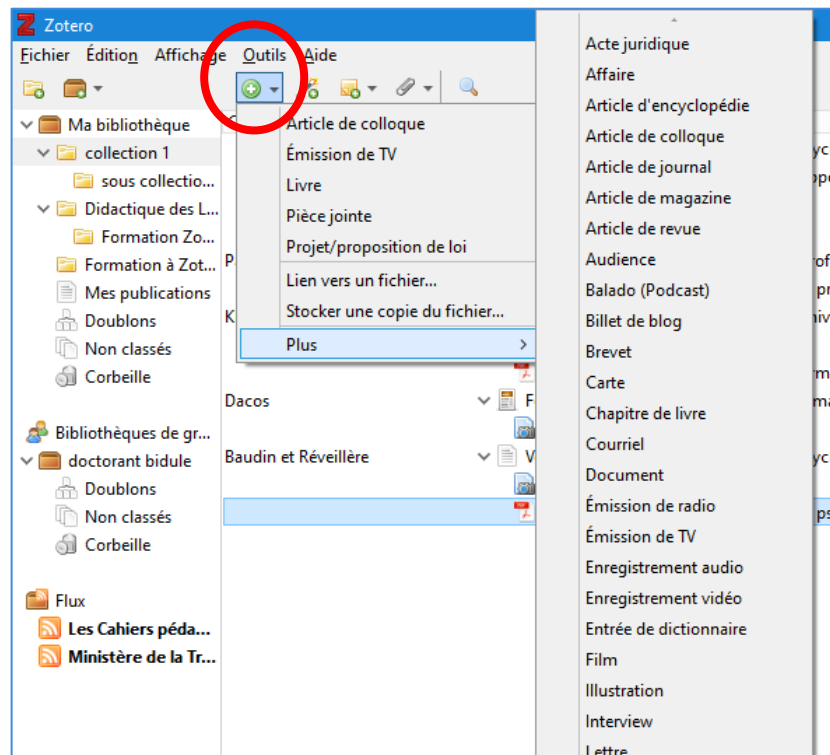 Zotero
Fichier Édition Affichage Outils Aide
Ma bibliothèque
collection 1
sous collectio...
Didactique des L...
Formation Zo...
Formation à Zot...
Mes publications
Doublons
Non classés
Corbeille
Bibliothèques de gr...
doctorant bidule
Doublons
Non classés
Corbeille
Flux
Les Cahiers péda...
Ministère de la Tr...
Article de colloque
Émission de TV
Livre
Pièce jointe
Projet/proposition de loi
Lien vers un fichier...
Stocker une copie du fichier...
Plus
Dacos
Baudin et Réveillère
Acte juridique
Affaire
Article d'encyclopédie
Article de colloque
Article de journal
Article de magazine
Article de revue
Audience
Balado (Podcast)
Billet de blog
Brevet
Carte
Chapitre de livre
Courriel
Document
Émission de radio
Émission de TV
Enregistrement audio
Enregistrement vidéo
Entrée de dictionnaire
Film
Illustration
Interview
Lettre